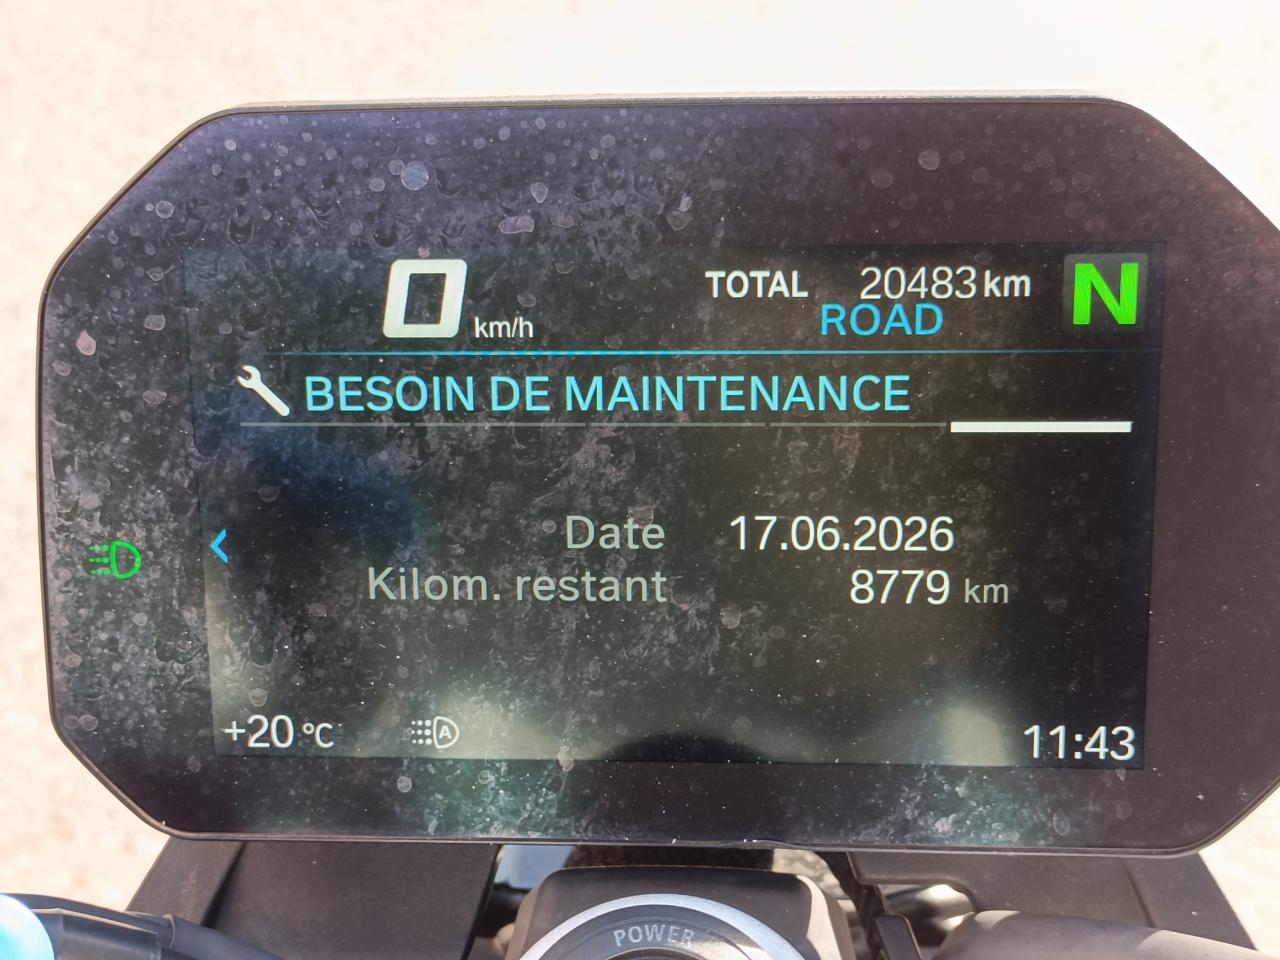 0 km/h
TOTAL 20483 km
ROAD
N
BESOIN DE MAINTENANCE
Date 17.06.2026
Kilom. restant 8779 km
+20 °C A 11:43
POWER